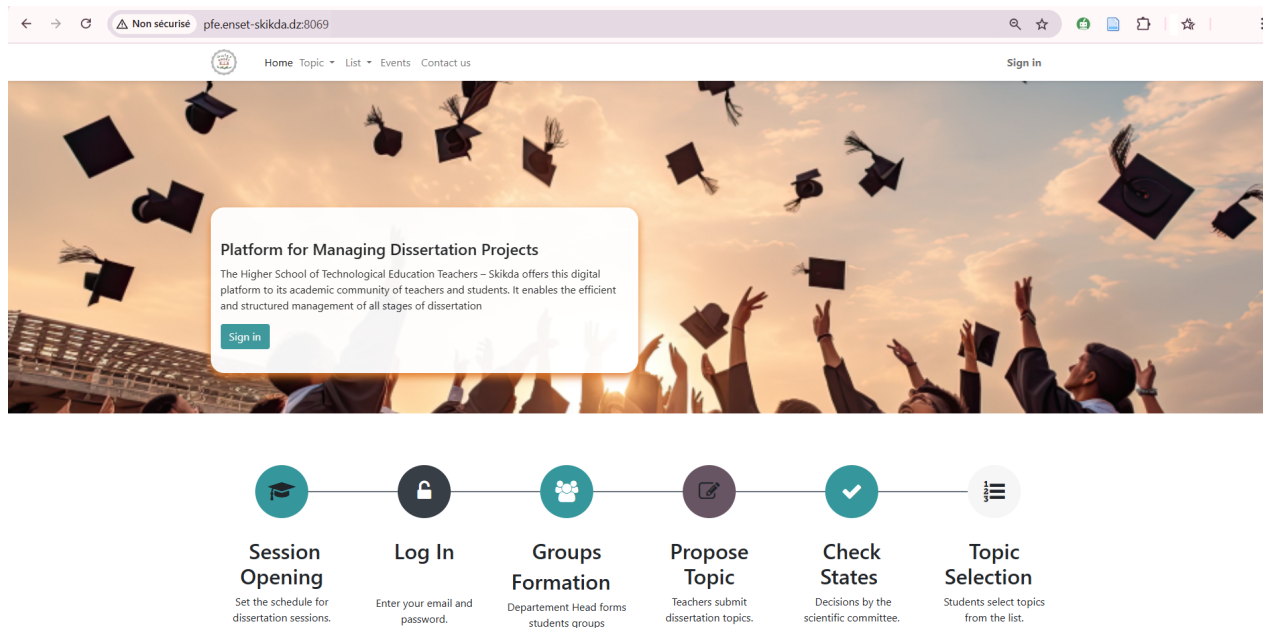 Non sécurisé pfe.enset-skikda.dz:8069
Home Topic List Events Contact us Sign in
Platform for Managing Dissertation Projects
The Higher School of Technological Education Teachers – Skikda offers this digital
platform to its academic community of teachers and students. It enables the efficient
and structured management of all stages of dissertation
Sign in
1
2
3
Session
Opening
Set the schedule for
dissertation sessions.
Log In
Enter your email and
password.
Groups
Formation
Departement Head forms
students groups
Propose
Topic
Teachers submit
dissertation topics.
Check
States
Decisions by the
scientific committee.
Topic
Selection
Students select topics
from the list.